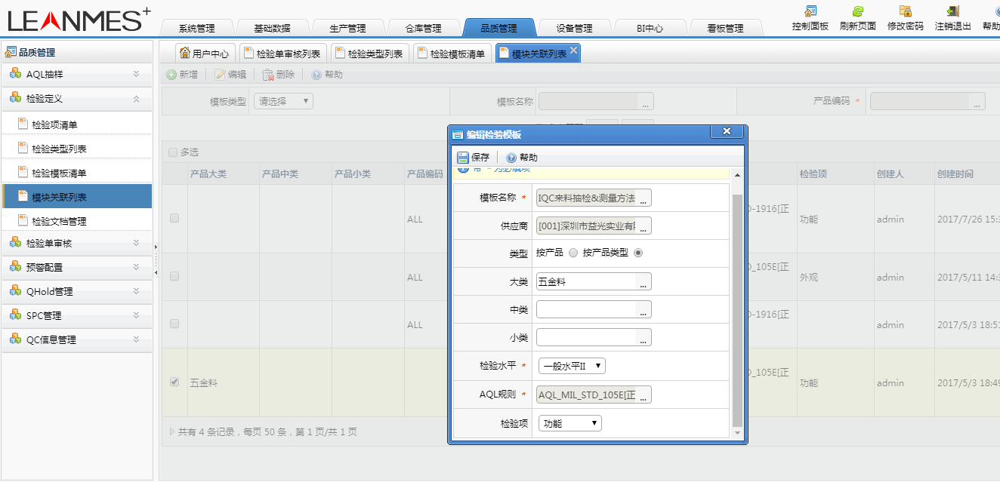 LEANMES+
系统管理 基础数据 生产管理 仓库管理 品质管理 设备管理 BI中心 看板管理
控制面板 刷新页面 修改密码 注销退出 帮助
品质管理
AQL抽样
检验定义
检验项清单
检验类型列表
检验模板清单
模块关联列表
检验文档管理
检验单审核
预警配置
QHold管理
SPC管理
QC信息管理
用户中心 检验单审核列表 检验类型列表 检验模板清单 模块关联列表
新增 编辑 删除 帮助
模板类型 请选择 模板名称 ... 产品编码 * ...
多选
产品大类 产品中类 产品小类 产品编码 检验项 创建人 创建时间
ALL D-1916[正 功能 admin 2017/7/26 15:3
ALL D_105E[正 外观 admin 2017/5/11 14:3
ALL D-1916[正 admin 2017/5/3 18:51
五金料 D_105E[正 功能 admin 2017/5/3 18:49
共有 4 条记录，每页 50 条，第 1 页/共 1 页
编辑检验模板
保存 帮助
带 * 为必填项
模板名称 * IQC来料抽检&测量方法 ...
供应商 [001]深圳市益光实业有限 ...
类型 按产品 按产品类型
大类 五金料 ...
中类 ...
小类 ...
检验水平 * 一般水平II
AQL规则 * AQL_MIL_STD_105E[正 ...
检验项 功能